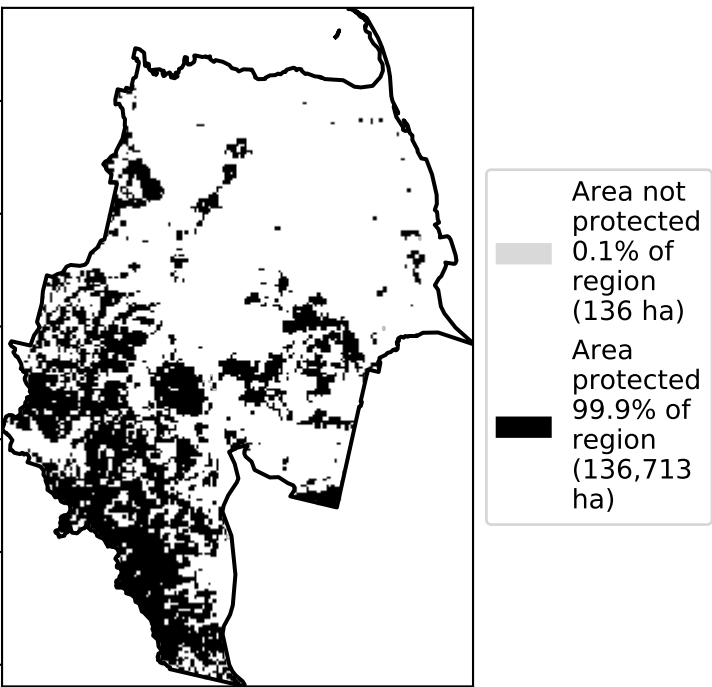 Area not
protected
0.1% of
region
(136 ha)
Area
protected
99.9% of
region
(136,713
ha)